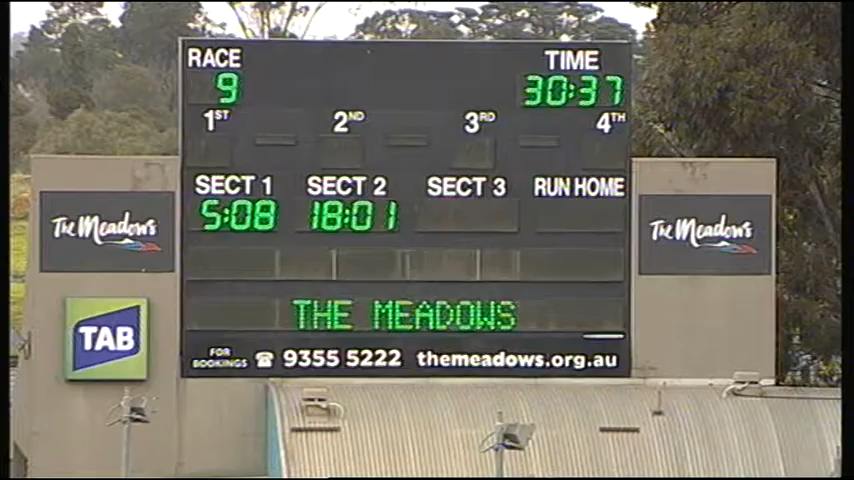 RACE TIME
9 30:37
1ST 2ND 3RD 4TH
SECT 1 SECT 2 SECT 3 RUN HOME
5:08 18:01
The Meadows
The Meadows
THE MEADOWS
TAB
FOR BOOKINGS ☎ 9355 5222 themeadows.org.au